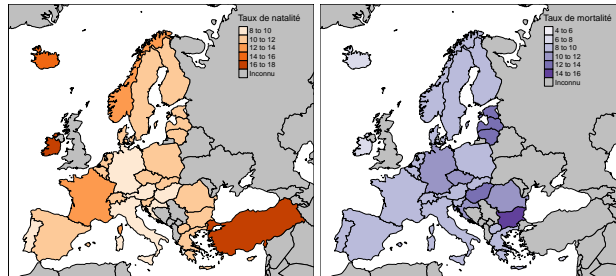 Taux de natalité
8 to 10
10 to 12
12 to 14
14 to 16
16 to 18
Inconnu
Taux de mortalité
4 to 6
6 to 8
8 to 10
10 to 12
12 to 14
14 to 16
Inconnu